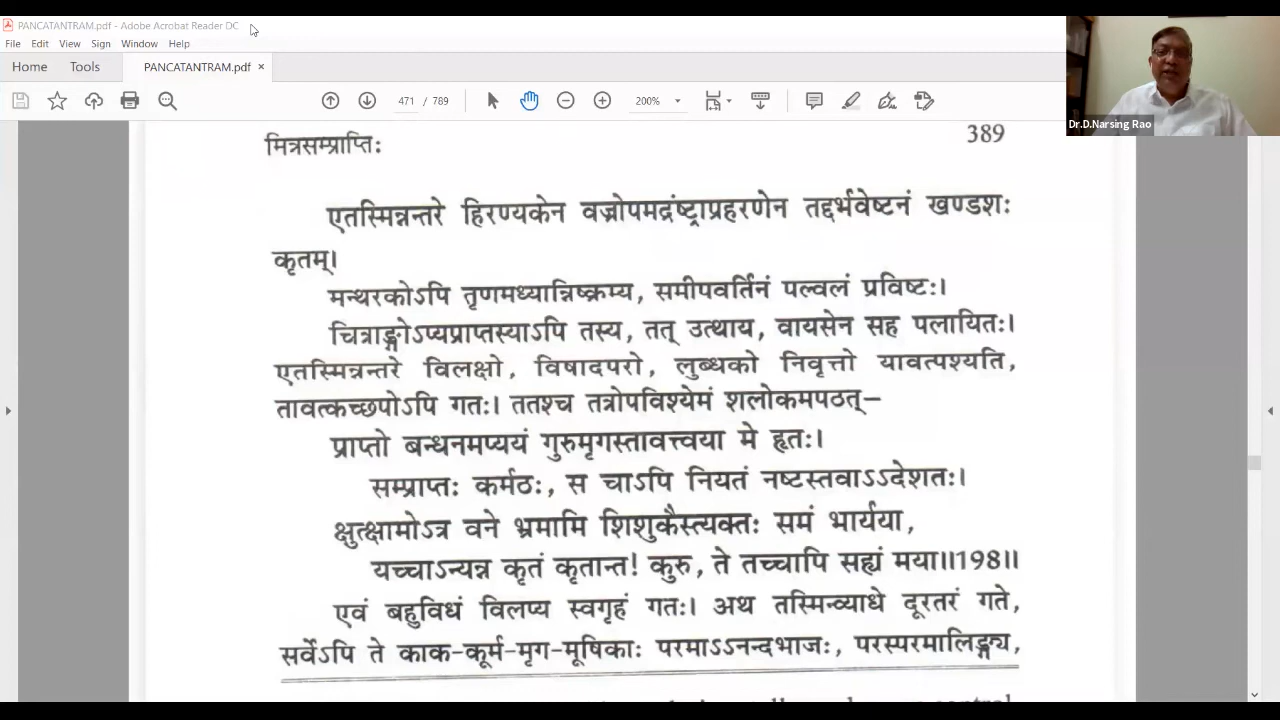 PANCATANTRAM.pdf - Adobe Acrobat Reader DC
File Edit View Sign Window Help
Home Tools PANCATANTRAM.pdf ×
471 / 789 200%
Dr.D.Narsing Rao
मित्रसम्प्राप्तिः 389
एतस्मिन्नन्तरे हिरण्यकेन वज्रोपमदंष्ट्राप्रहरणेन तद्दर्भवेष्टनं खण्डशः
कृतम्।
मन्थरकोऽपि तृणमध्यान्निष्क्रम्य, समीपवर्तिनं पल्वलं प्रविष्टः।
चित्राङ्गोऽप्यप्राप्तस्याऽपि तस्य, तत् उत्थाय, वायसेन सह पलायितः।
एतस्मिन्नन्तरे विलक्षो, विषादपरो, लुब्धको निवृत्तो यावत्पश्यति,
तावत्कच्छपोऽपि गतः। ततश्च तत्रोपविश्येमं शलोकमपठत्–
प्राप्तो बन्धनमप्ययं गुरुमृगस्तावत्त्वया मे हृतः।
सम्प्राप्तः कर्मठः, स चाऽपि नियतं नष्टस्तवाऽऽदेशतः।
क्षुत्क्षामोऽत्र वने भ्रमामि शिशुकैस्त्यक्तः समं भार्यया,
यच्चाऽन्यन्न कृतं कृतान्त! कुरु, ते तच्चापि सह्यं मया॥198॥
एवं बहुविधं विलप्य स्वगृहं गतः। अथ तस्मिन्व्याधे दूरतरं गते,
सर्वेऽपि ते काक-कूर्म-मृग-मूषिकाः परमाऽऽनन्दभाजः, परस्परमालिङ्ग्य,